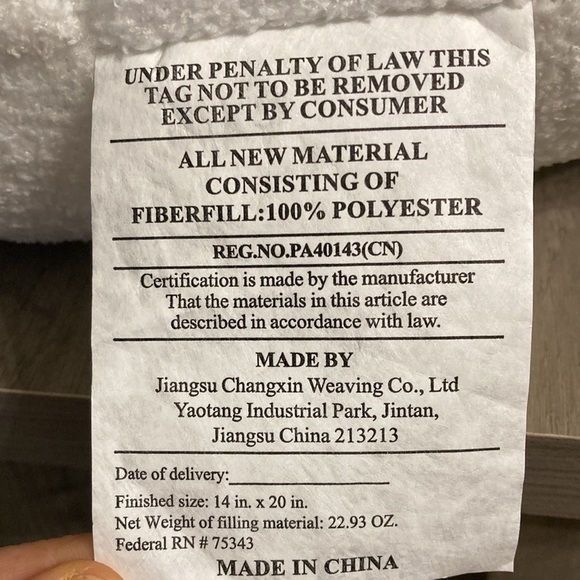 UNDER PENALTY OF LAW THIS
TAG NOT TO BE REMOVED
EXCEPT BY CONSUMER
ALL NEW MATERIAL
CONSISTING OF
FIBERFILL:100% POLYESTER
REG.NO.PA40143(CN)
Certification is made by the manufacturer
That the materials in this article are
described in accordance with law.
MADE BY
Jiangsu Changxin Weaving Co., Ltd
Yaotang Industrial Park, Jintan,
Jiangsu China 213213
Date of delivery:
Finished size: 14 in. x 20 in.
Net Weight of filling material: 22.93 OZ.
Federal RN # 75343
MADE IN CHINA